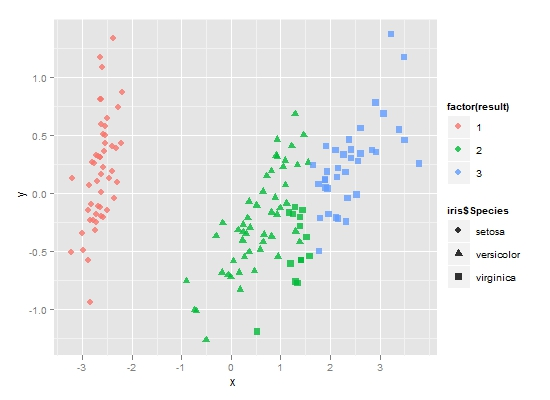 1.0
0.5
0.0
-0.5
-1.0
y
-3
-2
-1
0
1
2
3
x
factor(result)
1
2
3
iris$Species
setosa
versicolor
virginica